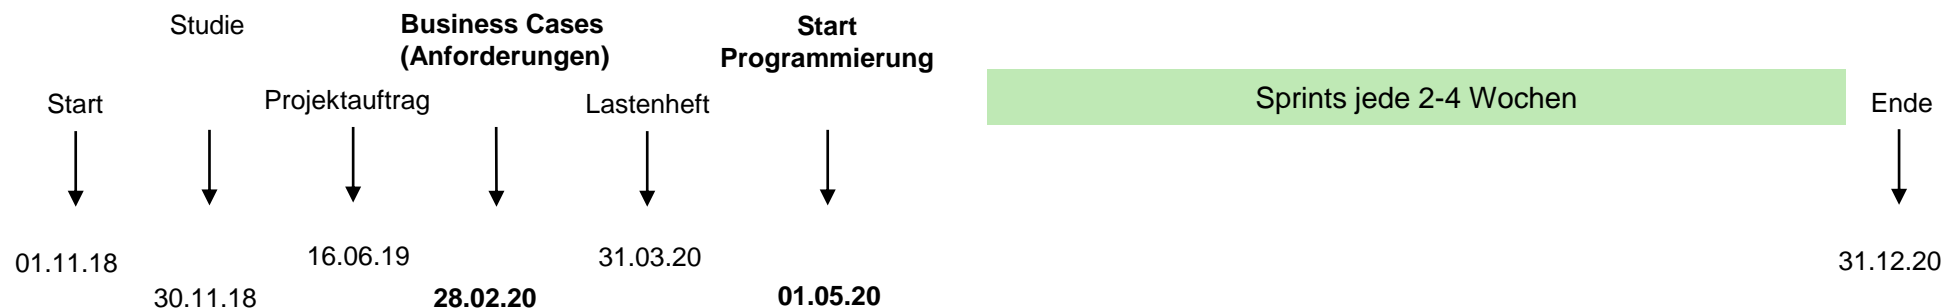 Studie
Business Cases
(Anforderungen)
Start
Programmierung
Start
Projektauftrag
Lastenheft
Sprints jede 2-4 Wochen
Ende
01.11.18
30.11.18
16.06.19
28.02.20
31.03.20
01.05.20
31.12.20